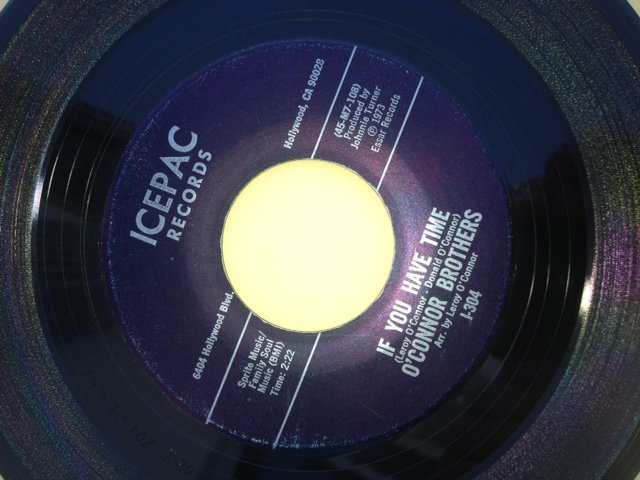 ICEPAC
RECORDS
6404 Hollywood Blvd.
Hollywood, CA 90028
Sprite Music/
Family Soul
Music (BMI)
Time: 2:22
(45-M7-108)
Produced by
℗ 1973
Johnnie Turner
Essar Records
IF YOU HAVE TIME
(Leroy O'Connor - Donald O'Connor)
O'CONNOR BROTHERS
Arr. by Leroy O'Connor
J-304